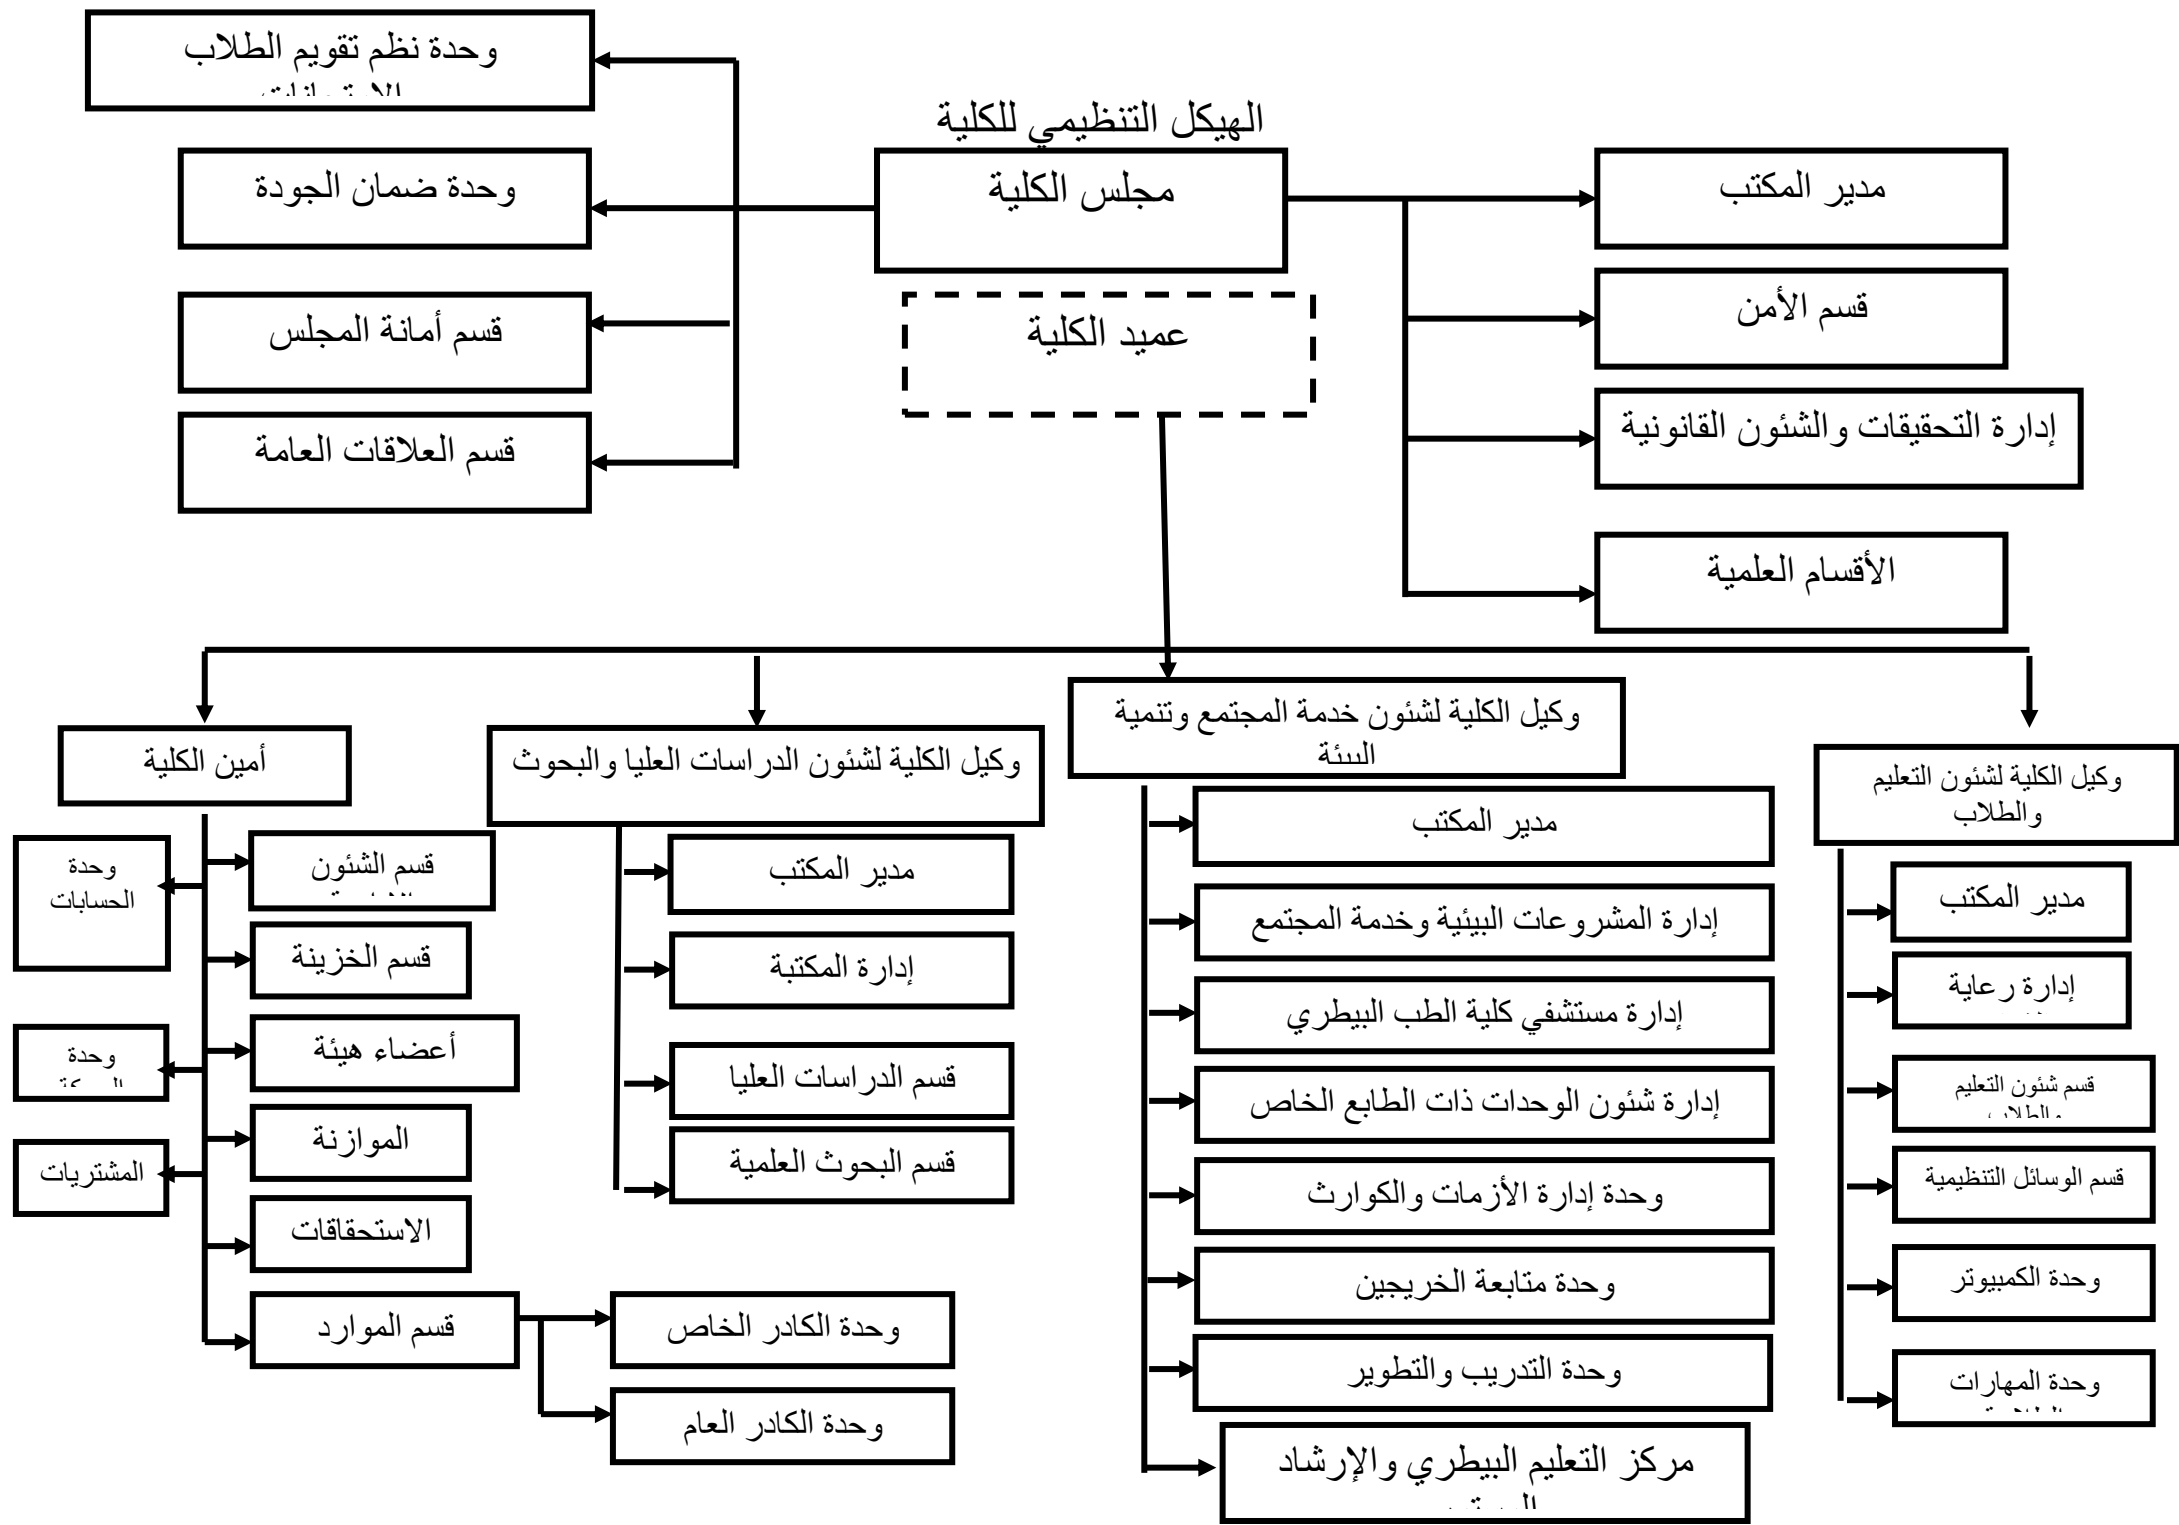 الهيكل التنظيمي للكلية
مجلس الكلية
عميد الكلية
مدير المكتب
قسم الأمن
إدارة التحقيقات والشئون القانونية
الأقسام العلمية
وحدة نظم تقويم الطلاب
وحدة ضمان الجودة
قسم أمانة المجلس
قسم العلاقات العامة
وكيل الكلية لشئون التعليم
والطلاب
مدير المكتب
إدارة رعاية
قسم شئون التعليم
والطلاب
قسم الوسائل التنظيمية
وحدة الكمبيوتر
وحدة المهارات
وكيل الكلية لشئون خدمة المجتمع وتنمية
البيئة
مدير المكتب
إدارة المشروعات البيئية وخدمة المجتمع
إدارة مستشفي كلية الطب البيطري
إدارة شئون الوحدات ذات الطابع الخاص
وحدة إدارة الأزمات والكوارث
وحدة متابعة الخريجين
وحدة التدريب والتطوير
مركز التعليم البيطري والإرشاد
وكيل الكلية لشئون الدراسات العليا والبحوث
مدير المكتب
إدارة المكتبة
قسم الدراسات العليا
قسم البحوث العلمية
أمين الكلية
قسم الشئون
قسم الخزينة
أعضاء هيئة
الموازنة
الاستحقاقات
قسم الموارد
وحدة الكادر الخاص
وحدة الكادر العام
وحدة
الحسابات
وحدة
المشتريات